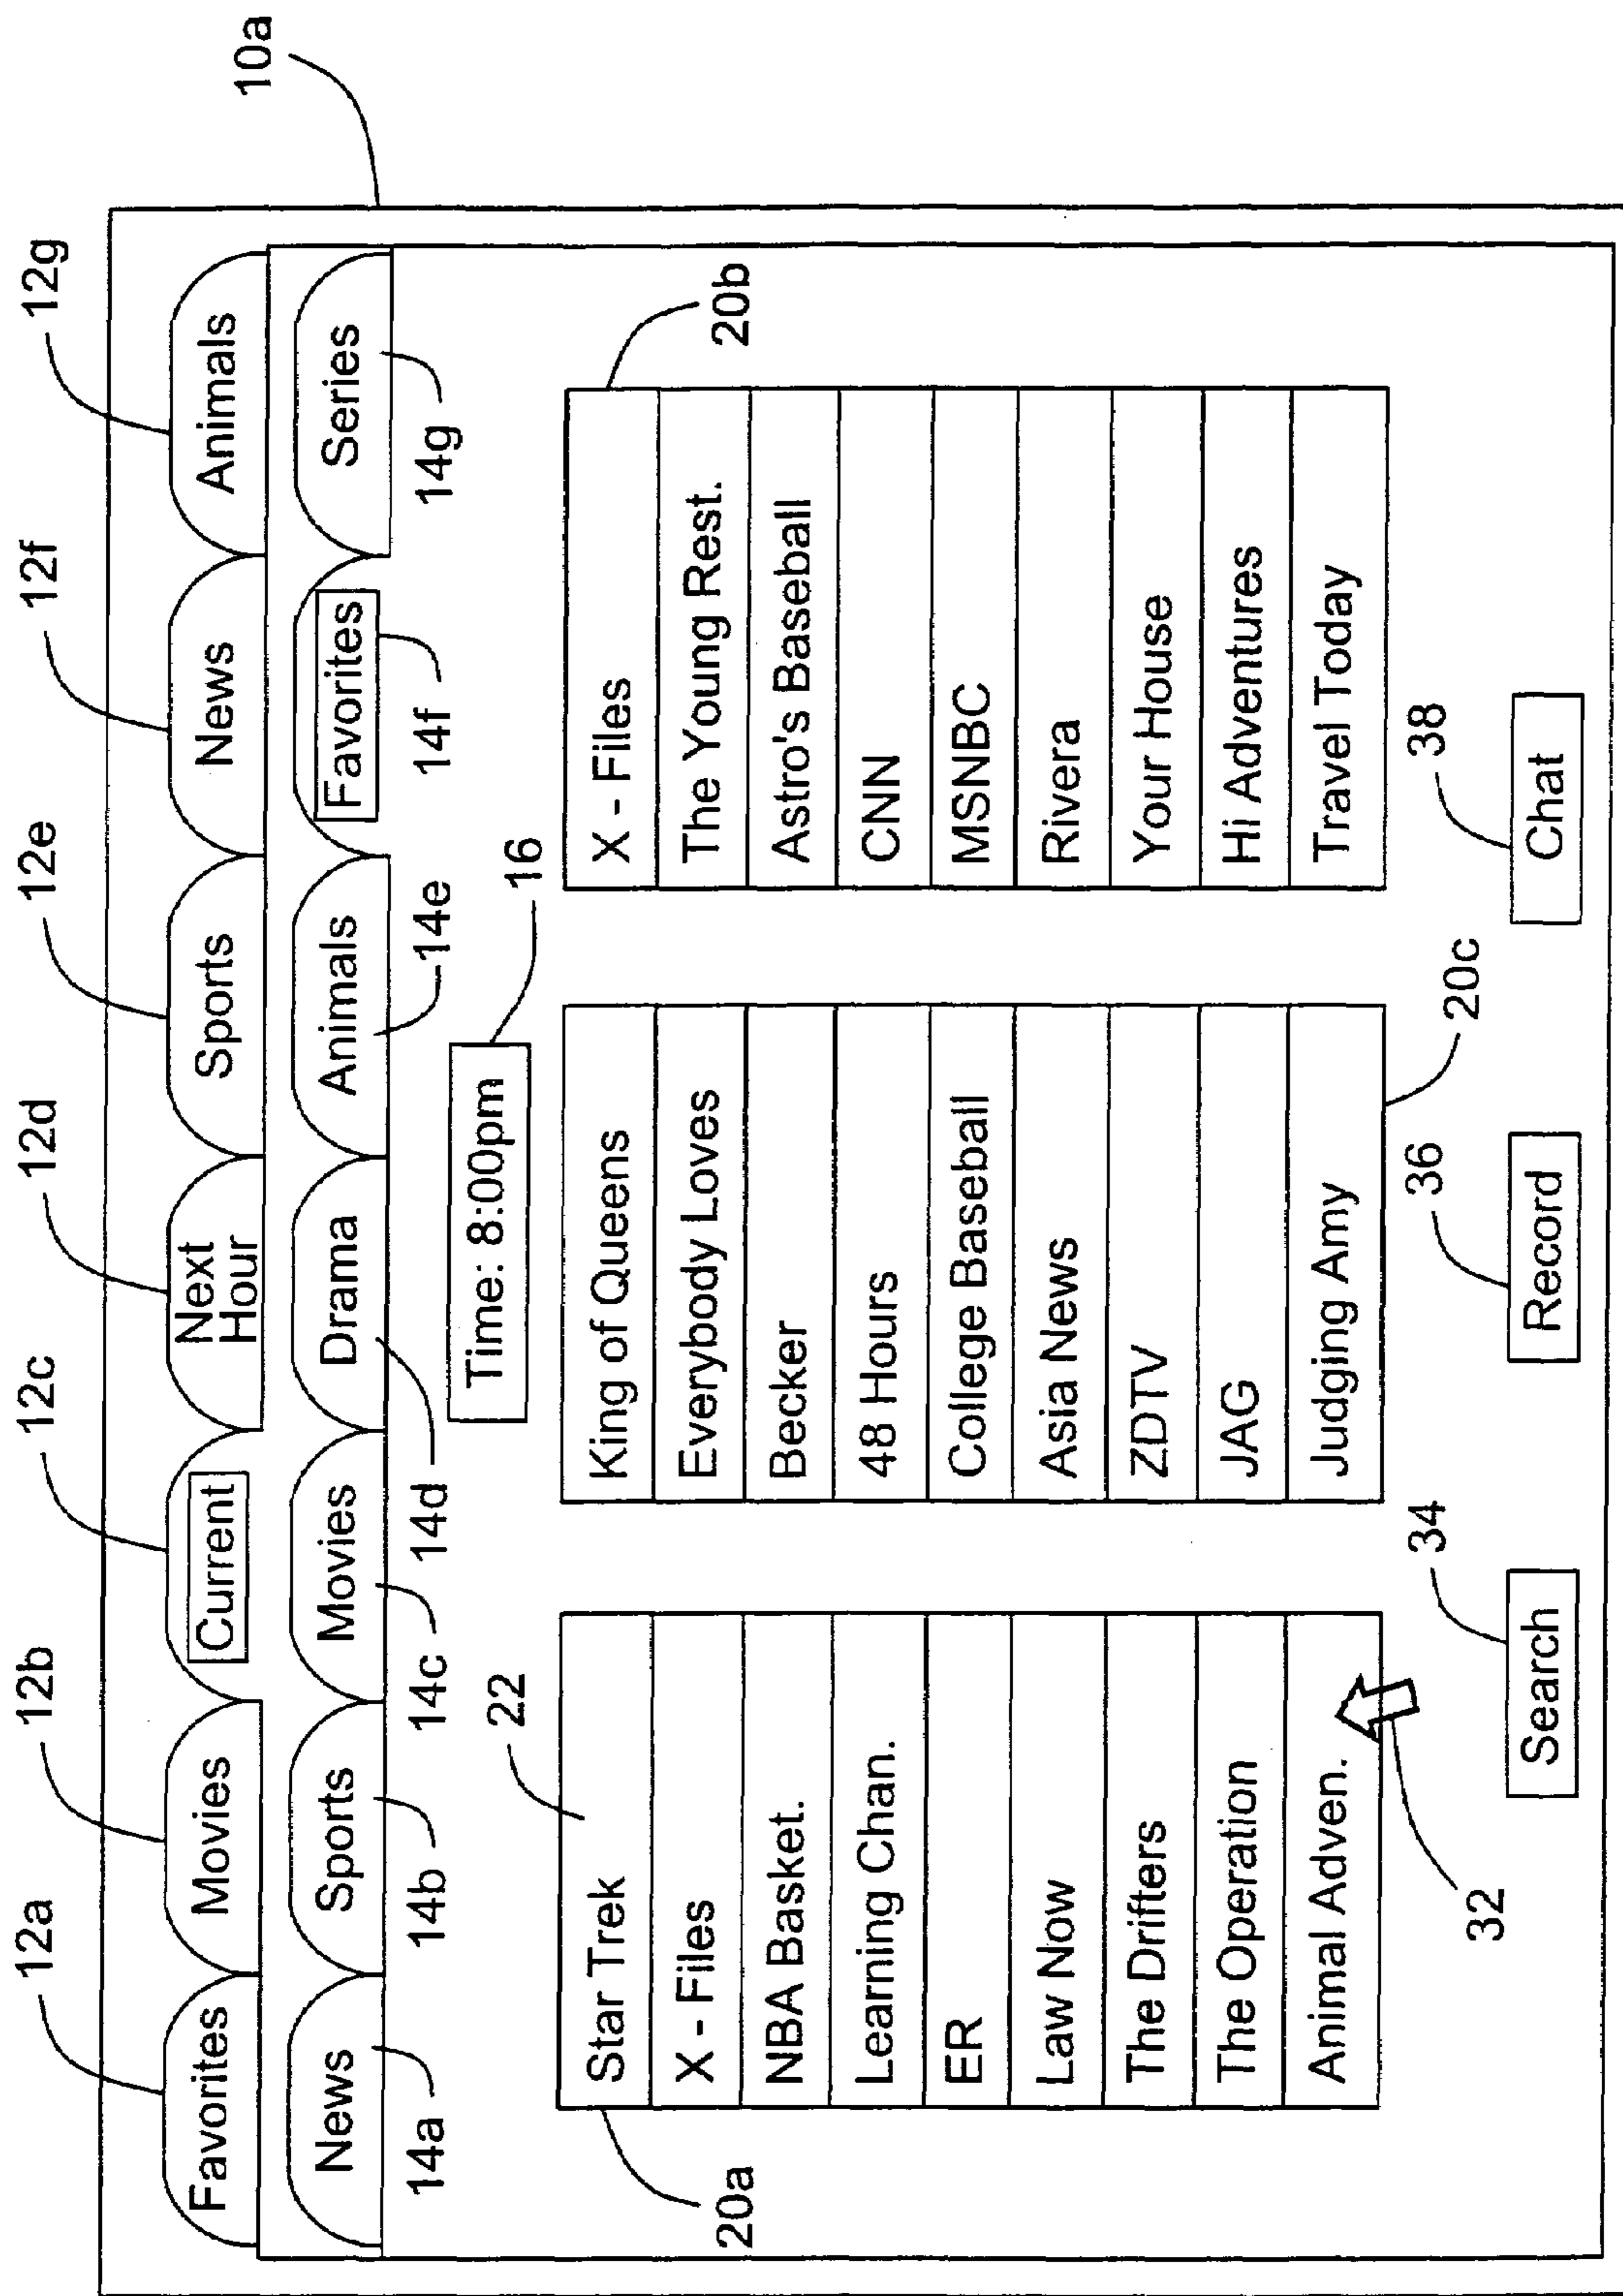 10a
12a
12b
12c
12d
12e
12f
12g
Favorites
Movies
Current
Next
Hour
Sports
News
Animals
News
Sports
Movies
Drama
Animals
Favorites
Series
14a
14b
14c
14d
14e
14f
14g
Time: 8:00pm
16
22
20a
Star Trek
X - Files
NBA Basket.
Learning Chan.
ER
Law Now
The Drifters
The Operation
Animal Adven.
32
King of Queens
Everybody Loves
Becker
48 Hours
College Baseball
Asia News
ZDTV
JAG
Judging Amy
20c
20b
X - Files
The Young Rest.
Astro's Baseball
CNN
MSNBC
Rivera
Your House
Hi Adventures
Travel Today
34
36
38
Search
Record
Chat